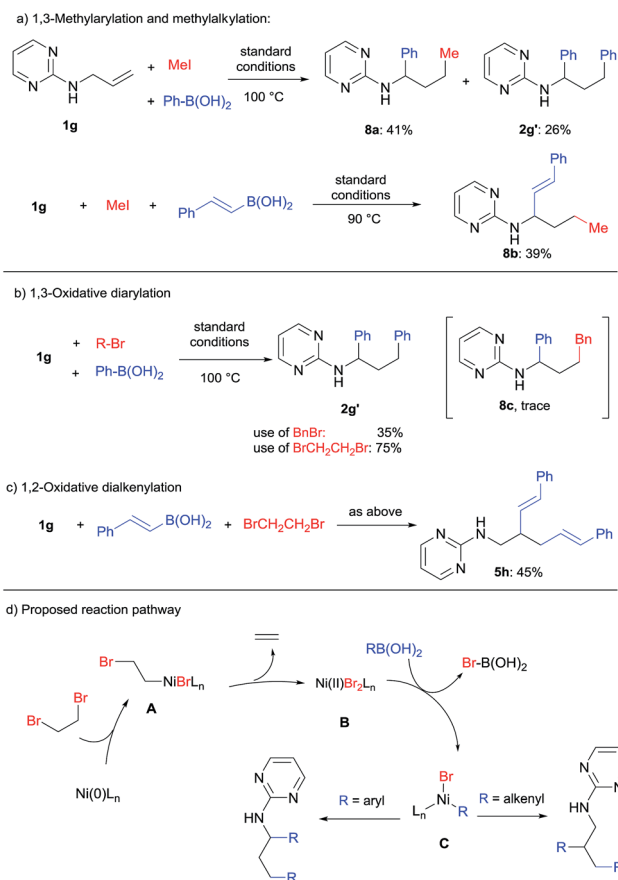 a) 1,3-Methylarylation and methylalkylation:
N
N
N
H
1g
+ MeI
+ Ph-B(OH)2
standard
conditions
100 °C
Ph
Me
N
N
N
H
8a: 41%
+
Ph
Ph
N
N
N
H
2g': 26%
1g + MeI +
Ph
B(OH)2
standard
conditions
90 °C
Ph
N
N
N
H
Me
8b: 39%
b) 1,3-Oxidative diarylation
1g
+ R-Br
+ Ph-B(OH)2
standard
conditions
100 °C
Ph
Ph
N
N
N
H
2g'
use of BnBr: 35%
use of BrCH2CH2Br: 75%
Ph
Bn
N
N
N
H
8c, trace
c) 1,2-Oxidative dialkenylation
1g +
Ph
B(OH)2
+ BrCH2CH2Br
as above
Ph
Ph
N
N
H
N
5h: 45%
d) Proposed reaction pathway
Br
Br
Ni(0)Ln
Br
NiBrLn
A
Ni(II)Br2Ln
B
RB(OH)2
Br-B(OH)2
Br
Ni
Ln
R
C
R = aryl
N
N
HN
R
R
R = alkenyl
N
N
HN
R
R